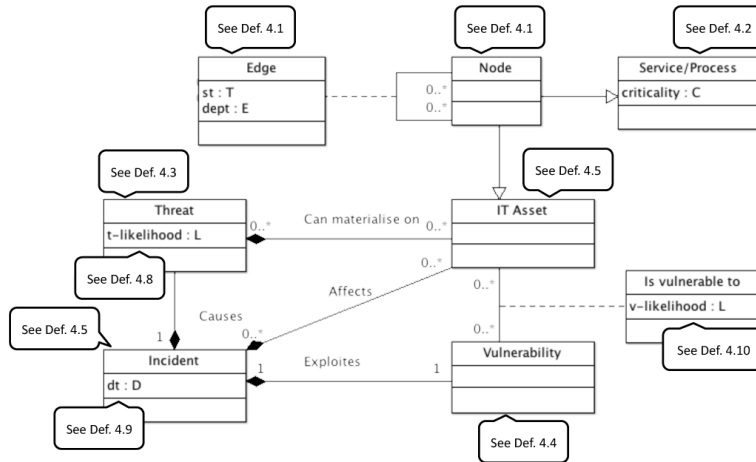 See Def. 4.1
See Def. 4.1
See Def. 4.2
Edge
st : T
dept : E
0..*
0..*
Node
Service/Process
criticality : C
See Def. 4.3
See Def. 4.5
Threat
t-likelihood : L
0..*
Can materialise on
0..*
IT Asset
See Def. 4.8
0..*
0..*
Affects
Is vulnerable to
v-likelihood : L
See Def. 4.5
Causes
1
0..*
0..*
See Def. 4.10
Incident
dt : D
1
Exploites
1
Vulnerability
See Def. 4.9
See Def. 4.4